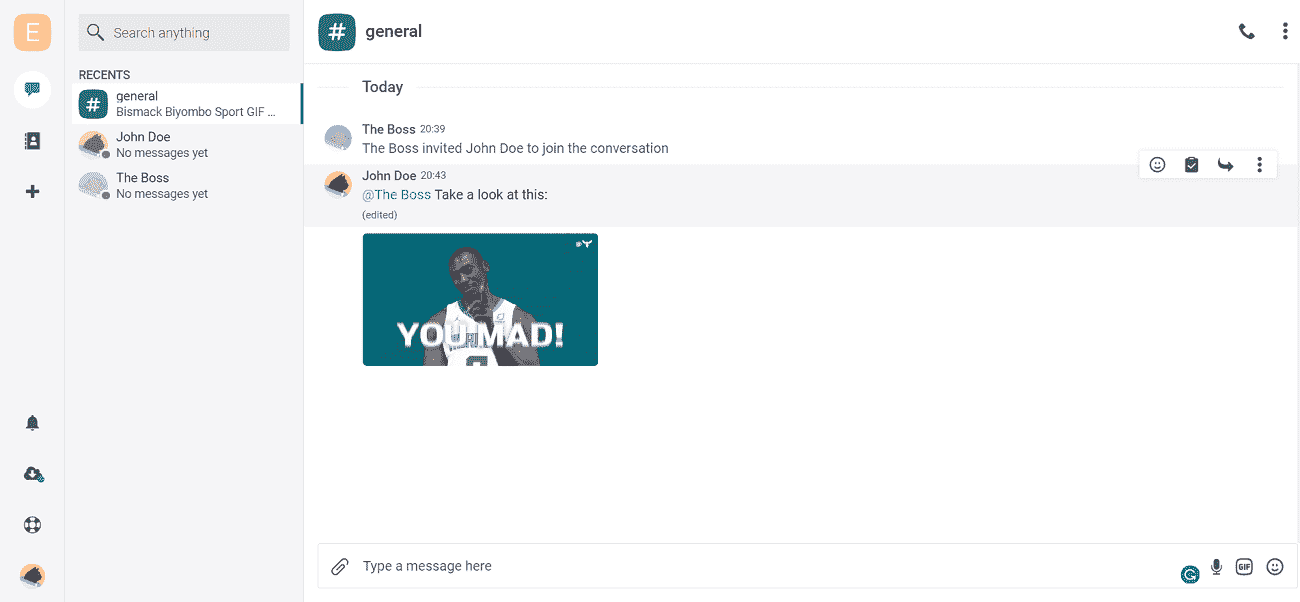 E
Search anything
RECENTS
general
Bismack Biyombo Sport GIF ...
John Doe
No messages yet
The Boss
No messages yet
general
Today
The Boss 20:39
The Boss invited John Doe to join the conversation
John Doe 20:43
@The Boss Take a look at this:
(edited)
YOU MAD!
Type a message here
GIF